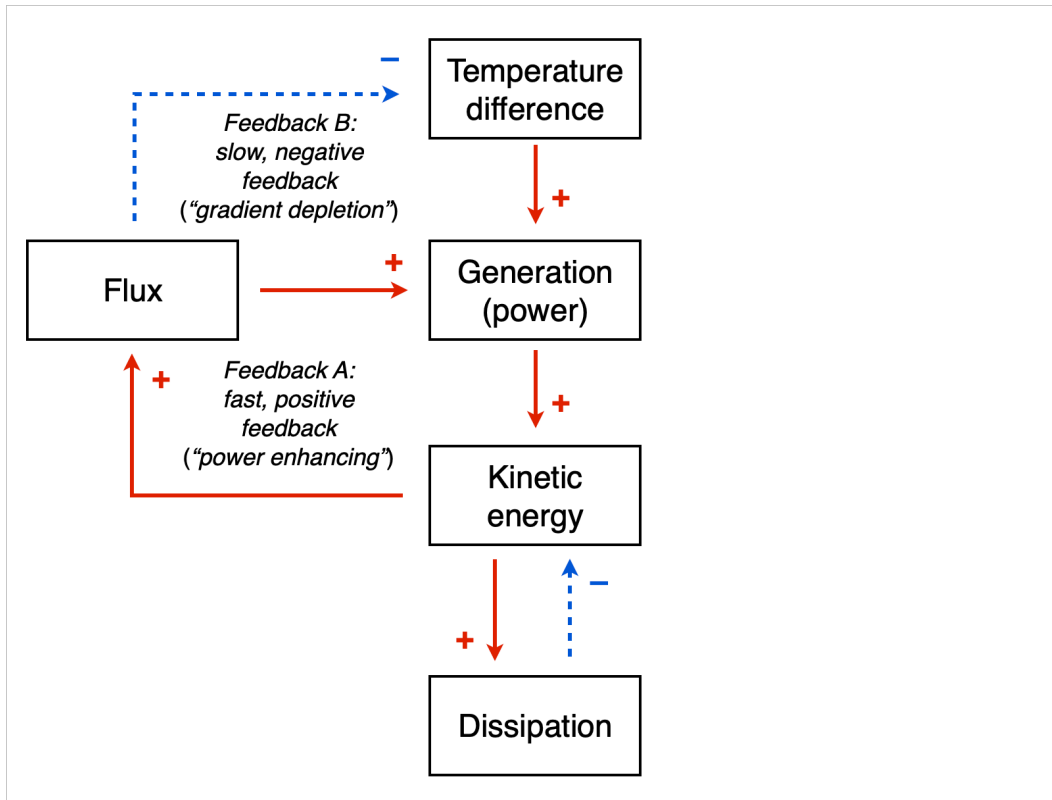 −
Temperature
difference
Feedback B:
slow, negative
feedback
(“gradient depletion”)
+
Flux
+
Generation
(power)
+
Feedback A:
fast, positive
feedback
(“power enhancing”)
+
Kinetic
energy
−
+
Dissipation